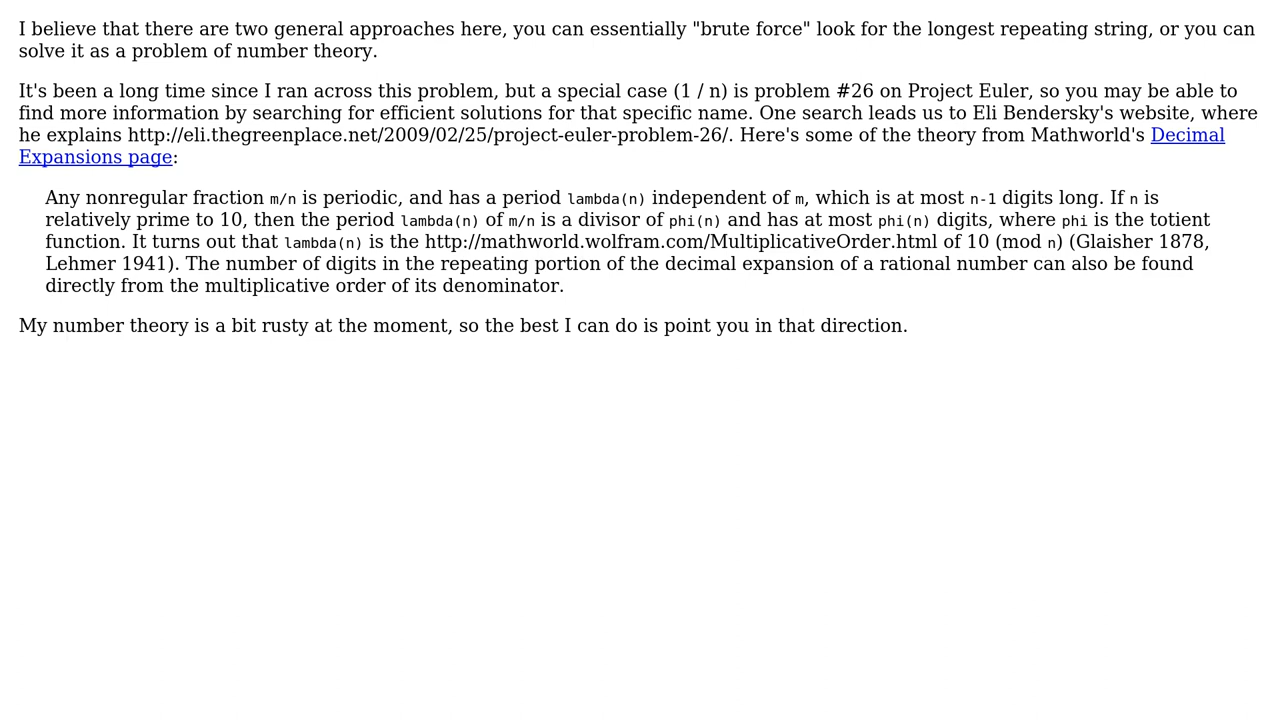 I believe that there are two general approaches here, you can essentially "brute force" look for the longest repeating string, or you can
solve it as a problem of number theory.
It's been a long time since I ran across this problem, but a special case (1 / n) is problem #26 on Project Euler, so you may be able to
find more information by searching for efficient solutions for that specific name. One search leads us to Eli Bendersky's website, where
he explains http://eli.thegreenplace.net/2009/02/25/project-euler-problem-26/. Here's some of the theory from Mathworld's Decimal
Expansions page:
Any nonregular fraction m/n is periodic, and has a period lambda(n) independent of m, which is at most n-1 digits long. If n is
relatively prime to 10, then the period lambda(n) of m/n is a divisor of phi(n) and has at most phi(n) digits, where phi is the totient
function. It turns out that lambda(n) is the http://mathworld.wolfram.com/MultiplicativeOrder.html of 10 (mod n) (Glaisher 1878,
Lehmer 1941). The number of digits in the repeating portion of the decimal expansion of a rational number can also be found
directly from the multiplicative order of its denominator.
My number theory is a bit rusty at the moment, so the best I can do is point you in that direction.